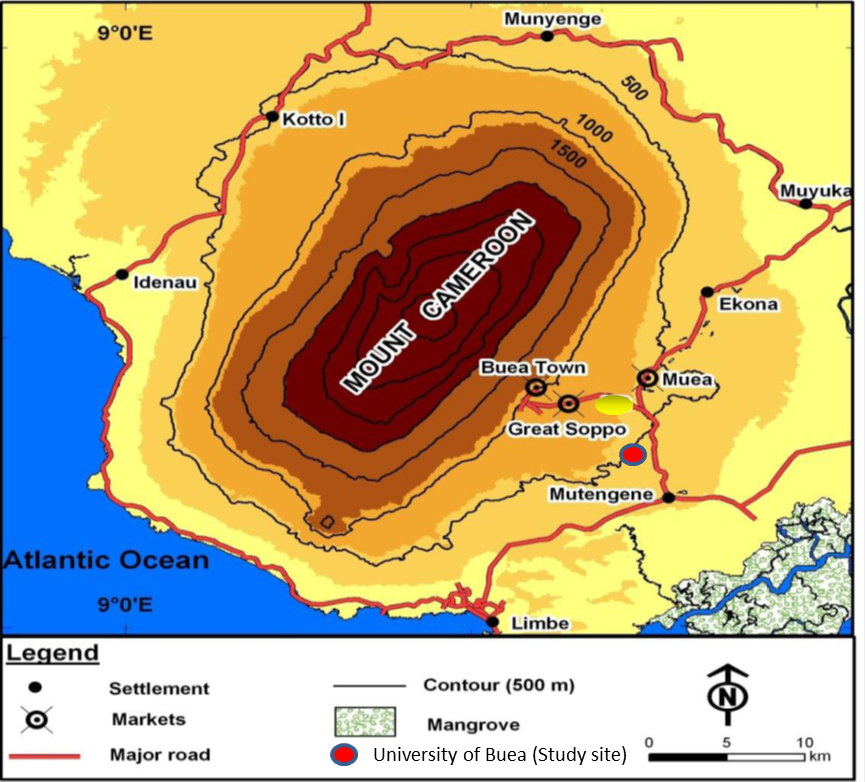 9°0'E
Munyenge
500
Kotto I
1000
1500
Muyuka
MOUNT CAMEROON
Idenau
Ekona
Buea Town
Muea
Great Soppo
Mutengene
Atlantic Ocean
9°0'E
Limbe
Legend
Settlement
Contour (500 m)
Markets
Mangrove
N
Major road
University of Buea (Study site)
0 5 10
km